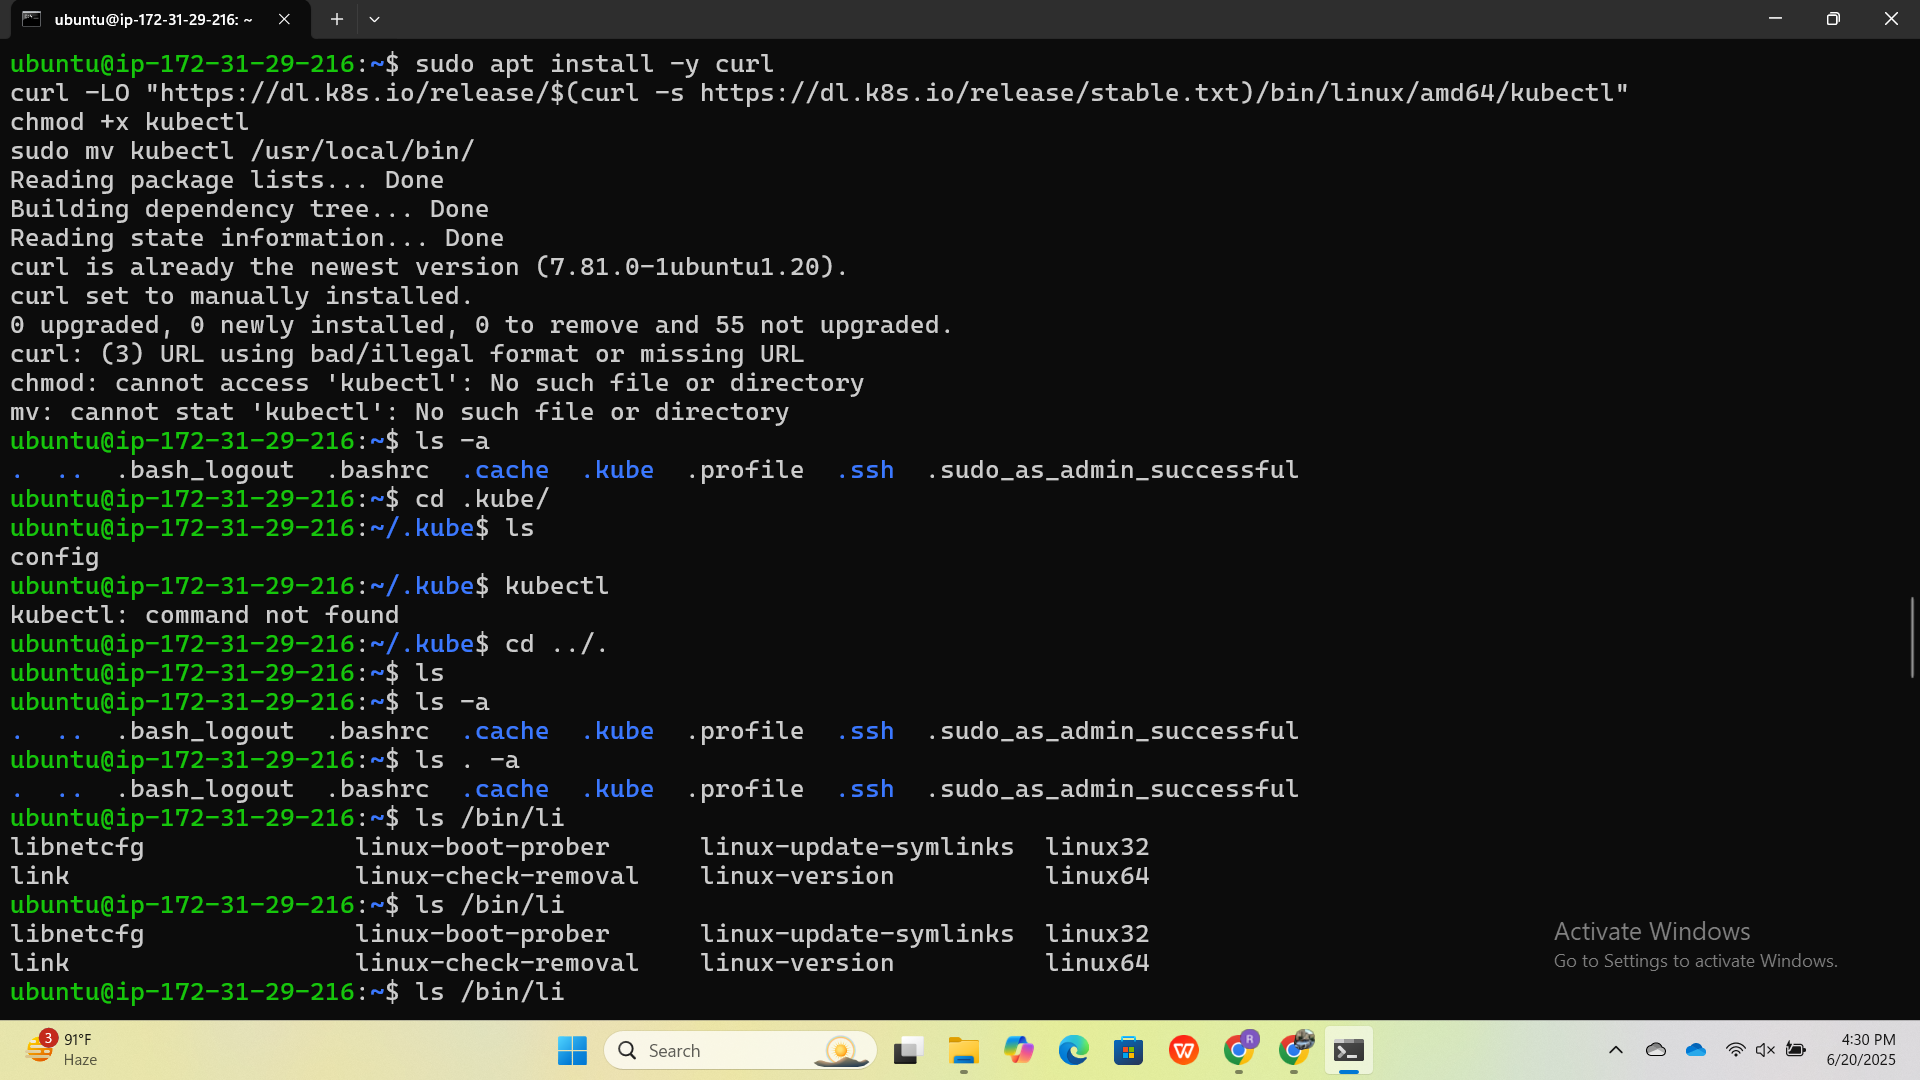 ubuntu@ip-172-31-29-216: ~
ubuntu@ip-172-31-29-216:~$ sudo apt install -y curl
curl -LO "https://dl.k8s.io/release/$(curl -s https://dl.k8s.io/release/stable.txt)/bin/linux/amd64/kubectl"
chmod +x kubectl
sudo mv kubectl /usr/local/bin/
Reading package lists... Done
Building dependency tree... Done
Reading state information... Done
curl is already the newest version (7.81.0-1ubuntu1.20).
curl set to manually installed.
0 upgraded, 0 newly installed, 0 to remove and 55 not upgraded.
curl: (3) URL using bad/illegal format or missing URL
chmod: cannot access 'kubectl': No such file or directory
mv: cannot stat 'kubectl': No such file or directory
ubuntu@ip-172-31-29-216:~$ ls -a
.  ..  .bash_logout  .bashrc  .cache  .kube  .profile  .ssh  .sudo_as_admin_successful
ubuntu@ip-172-31-29-216:~$ cd .kube/
ubuntu@ip-172-31-29-216:~/.kube$ ls
config
ubuntu@ip-172-31-29-216:~/.kube$ kubectl
kubectl: command not found
ubuntu@ip-172-31-29-216:~/.kube$ cd ../.
ubuntu@ip-172-31-29-216:~$ ls
ubuntu@ip-172-31-29-216:~$ ls -a
.  ..  .bash_logout  .bashrc  .cache  .kube  .profile  .ssh  .sudo_as_admin_successful
ubuntu@ip-172-31-29-216:~$ ls . -a
.  ..  .bash_logout  .bashrc  .cache  .kube  .profile  .ssh  .sudo_as_admin_successful
ubuntu@ip-172-31-29-216:~$ ls /bin/li
libnetcfg  linux-boot-prober  linux-update-symlinks  linux32
link  linux-check-removal  linux-version  linux64
ubuntu@ip-172-31-29-216:~$ ls /bin/li
libnetcfg  linux-boot-prober  linux-update-symlinks  linux32
link  linux-check-removal  linux-version  linux64
ubuntu@ip-172-31-29-216:~$ ls /bin/li
Activate Windows
Go to Settings to activate Windows.
3
91°F
Haze
Search
R
4:30 PM
6/20/2025